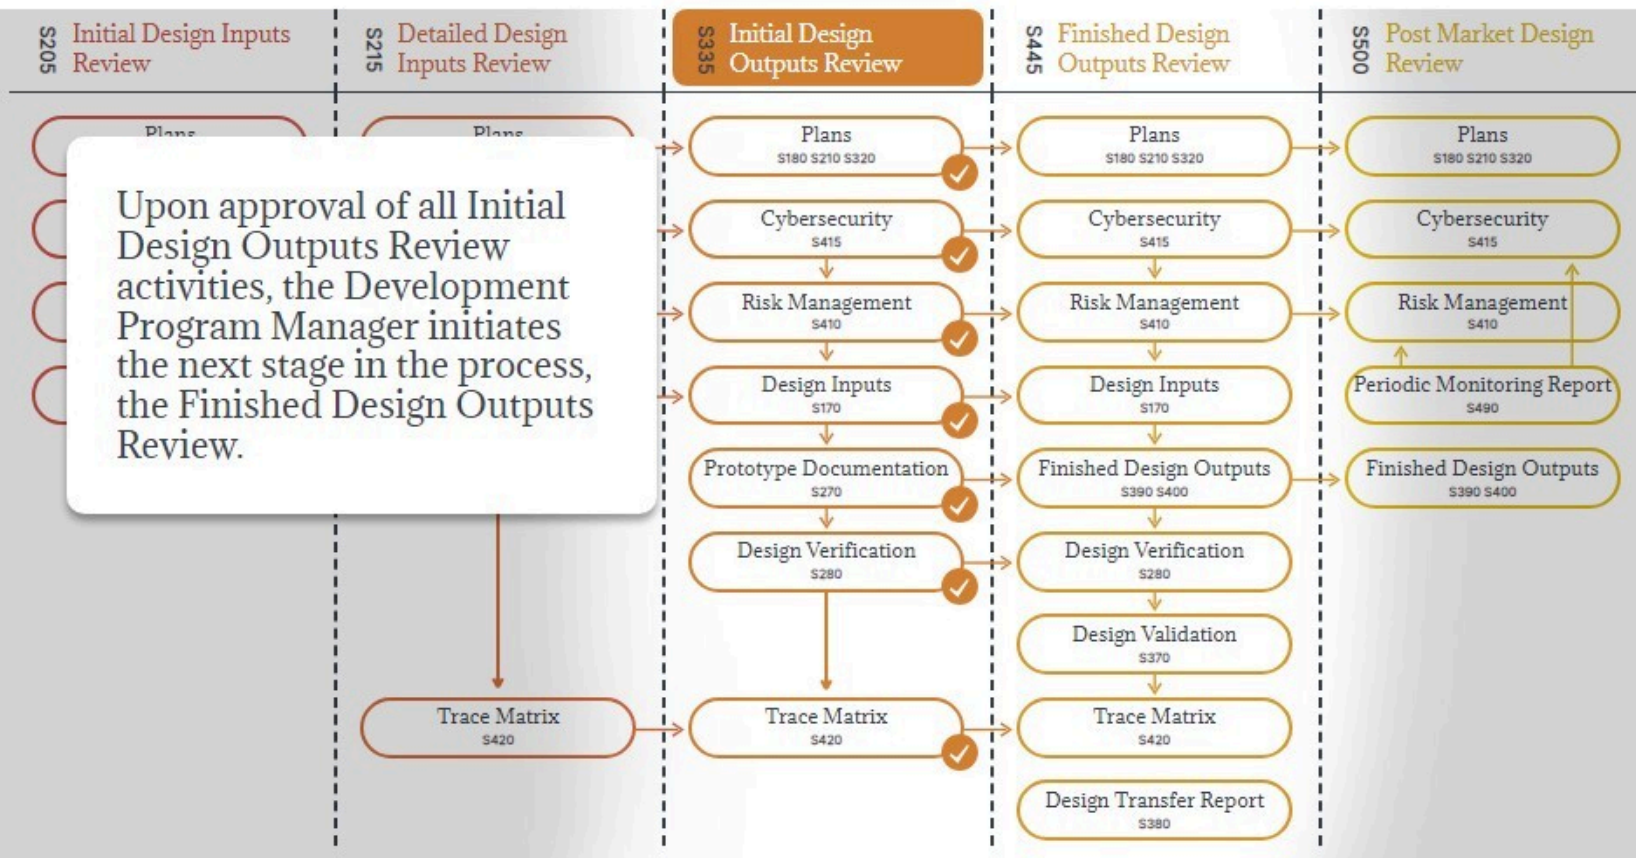 S205
Initial Design Inputs
Review
S215
Detailed Design
Inputs Review
S335
Initial Design
Outputs Review
S445
Finished Design
Outputs Review
S500
Post Market Design
Review
Plans
Plans
Upon approval of all Initial
Design Outputs Review
activities, the Development
Program Manager initiates
the next stage in the process,
the Finished Design Outputs
Review.
Trace Matrix
S420
Plans
S180 S210 S320
Cybersecurity
S415
Risk Management
S410
Design Inputs
S170
Prototype Documentation
S270
Design Verification
S280
Trace Matrix
S420
Plans
S180 S210 S320
Cybersecurity
S415
Risk Management
S410
Design Inputs
S170
Finished Design Outputs
S390 S400
Design Verification
S280
Design Validation
S370
Trace Matrix
S420
Design Transfer Report
S380
Plans
S180 S210 S320
Cybersecurity
S415
Risk Management
S410
Periodic Monitoring Report
S490
Finished Design Outputs
S390 S400